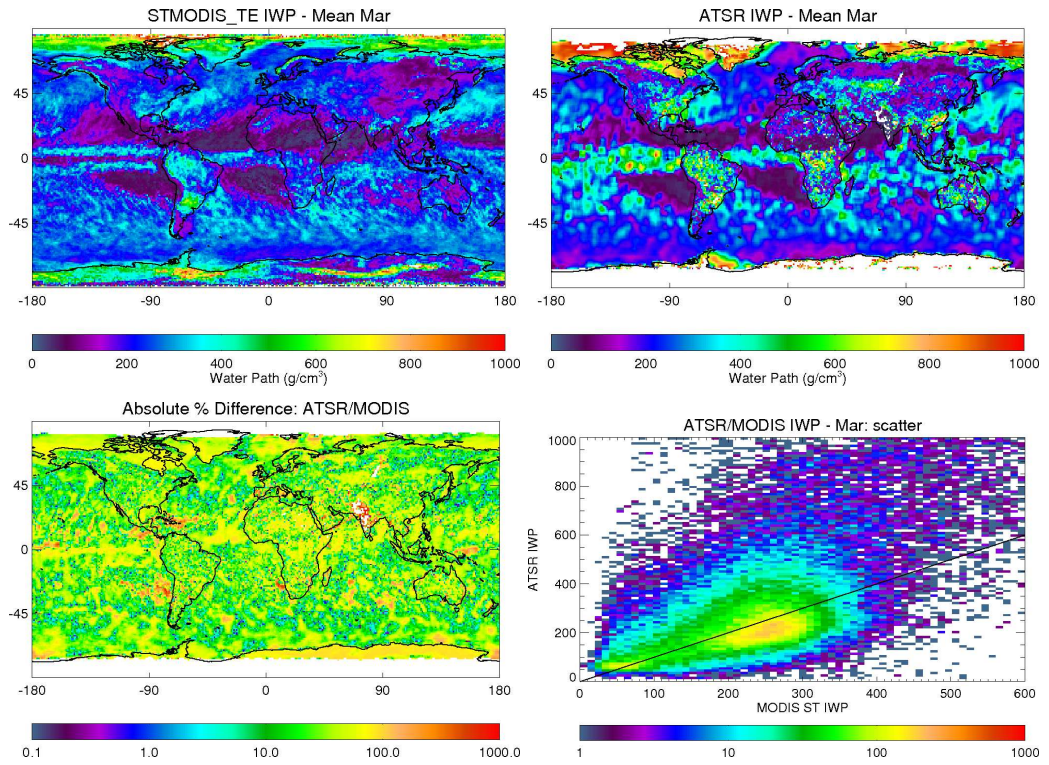 STMODIS_TE IWP - Mean Mar
45
0
-45
-180 -90 0 90 180
0 200 400 600 800 1000
Water Path (g/cm³)
ATSR IWP - Mean Mar
45
0
-45
-180 -90 0 90 180
0 200 400 600 800 1000
Water Path (g/cm³)
Absolute % Difference: ATSR/MODIS
45
0
-45
-180 -90 0 90 180
0.1 1.0 10.0 100.0 1000.0
ATSR/MODIS IWP - Mar: scatter
1000
800
600
400
200
0
ATSR IWP
0 100 200 300 400 500 600
MODIS ST IWP
1 10 100 1000